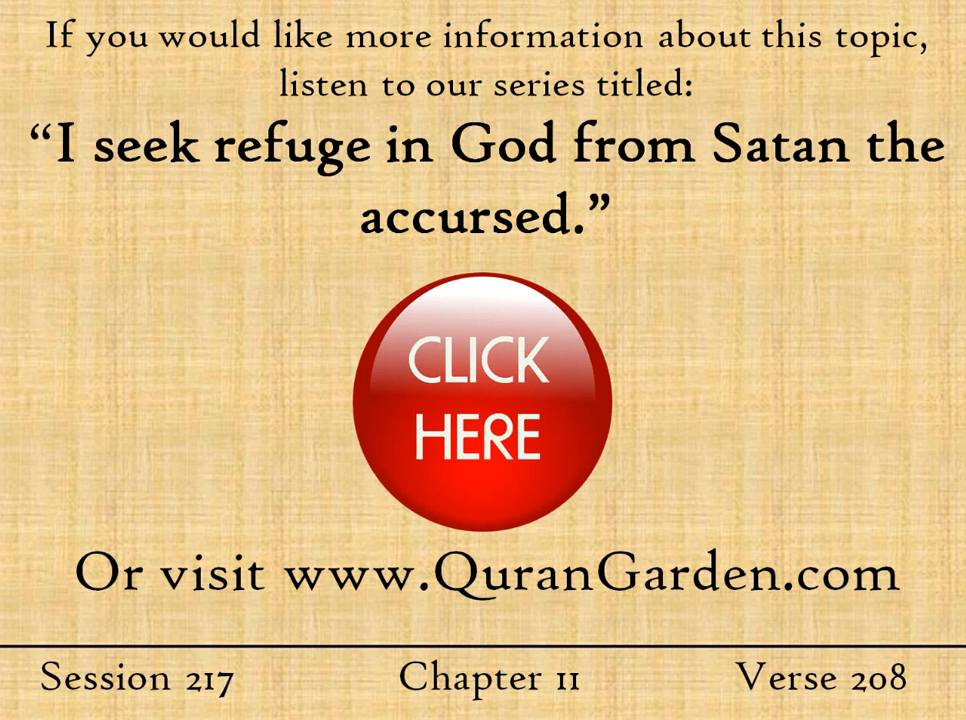 If you would like more information about this topic,
listen to our series titled:
“I seek refuge in God from Satan the
accursed.”
CLICK
HERE
Or visit www.QuranGarden.com
Session 217 Chapter 11 Verse 208